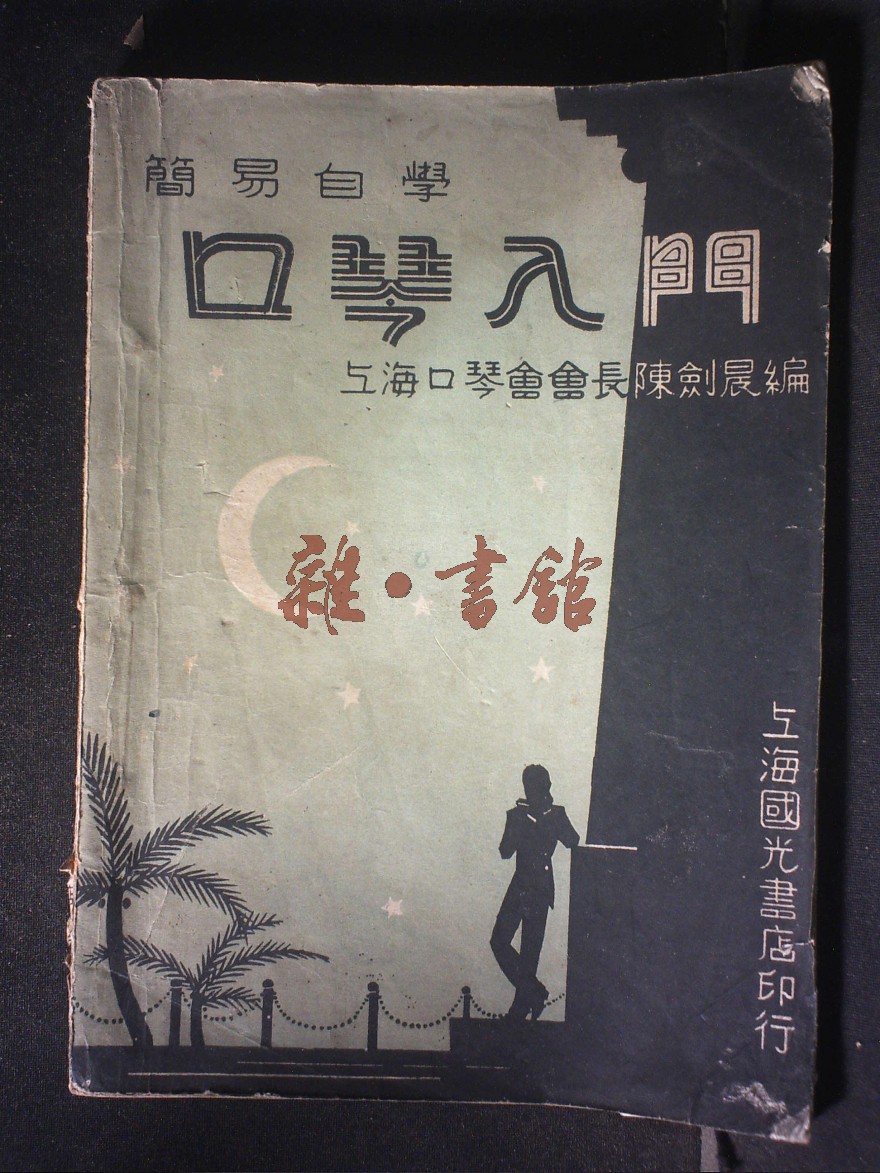 簡易自學
口琴入門
上海口琴會會長陳劍晨編
雜·書館
上海國光書店印行